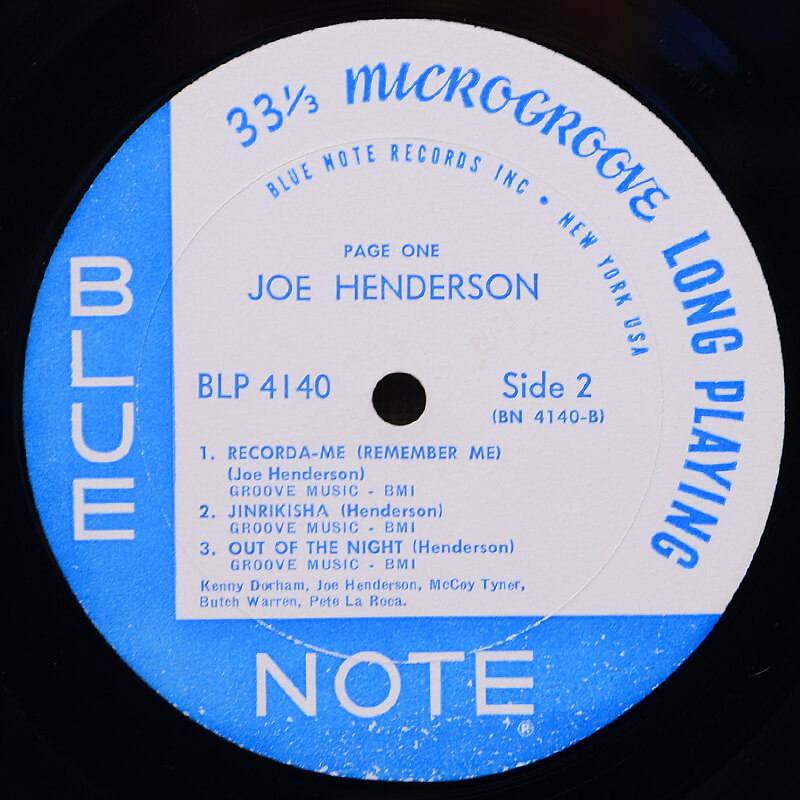 33⅓ MICROGROOVE LONG PLAYING
BLUE NOTE RECORDS INC • NEW YORK USA
PAGE ONE
JOE HENDERSON
BLP 4140
Side 2
(BN 4140-B)
1. RECORDA-ME (REMEMBER ME)
(Joe Henderson)
GROOVE MUSIC - BMI
2. JINRIKISHA (Henderson)
GROOVE MUSIC - BMI
3. OUT OF THE NIGHT (Henderson)
GROOVE MUSIC - BMI
Kenny Dorham, Joe Henderson, McCoy Tyner,
Butch Warren, Pete La Roca.
BLUE
NOTE®